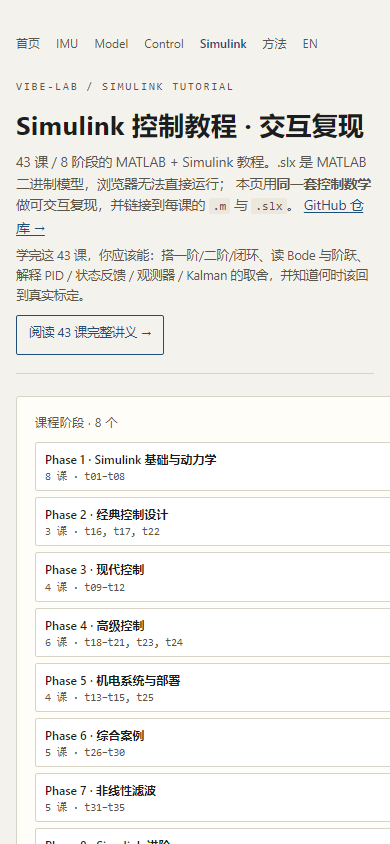 首页 IMU Model Control Simulink 方法 EN
VIBE-LAB / SIMULINK TUTORIAL
Simulink 控制教程 · 交互复现
43 课 / 8 阶段的 MATLAB + Simulink 教程。.slx 是 MATLAB
二进制模型，浏览器无法直接运行； 本页用同一套控制数学
做可交互复现，并链接到每课的 .m 与 .slx。 GitHub 仓
库 →
学完这 43 课，你应该能：搭一阶/二阶/闭环、读 Bode 与阶跃、
解释 PID / 状态反馈 / 观测器 / Kalman 的取舍，并知道何时该回
到真实标定。
阅读 43 课完整讲义 →
课程阶段 · 8 个
Phase 1 · Simulink 基础与动力学
8 课 · t01–t08
Phase 2 · 经典控制设计
3 课 · t16, t17, t22
Phase 3 · 现代控制
4 课 · t09–t12
Phase 4 · 高级控制
6 课 · t18–t21, t23, t24
Phase 5 · 机电系统与部署
4 课 · t13–t15, t25
Phase 6 · 综合案例
5 课 · t26–t30
Phase 7 · 非线性滤波
5 课 · t31–t35
Phase 8 · Simulink 进阶